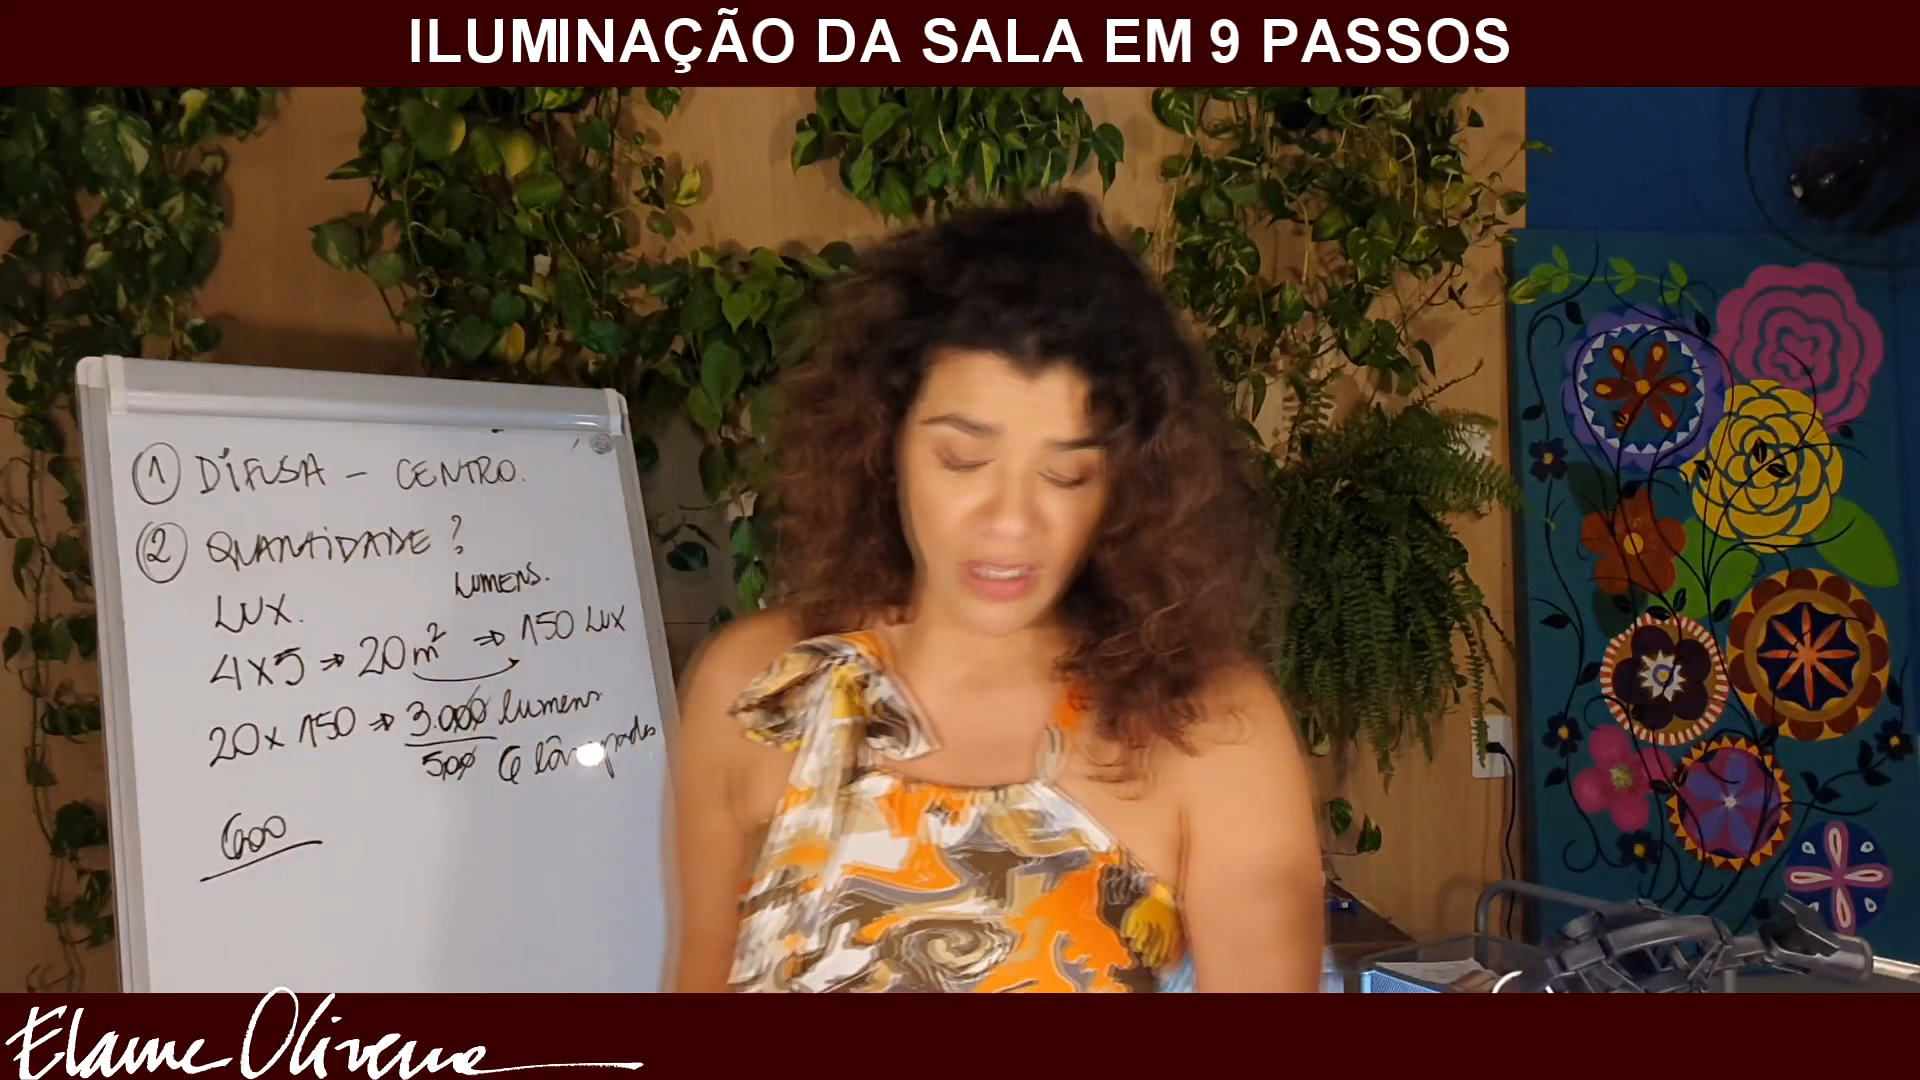 ILUMINAÇÃO DA SALA EM 9 PASSOS
1 DIFUSA - CENTRO.
2 QUANTIDADE?
LUX. LUMENS.
4x5 ⇒ 20m² ⇒ 150 LUX
20x150 ⇒ 3.000 lumens
500 6 lâmpadas
600
Elaine Oliveira